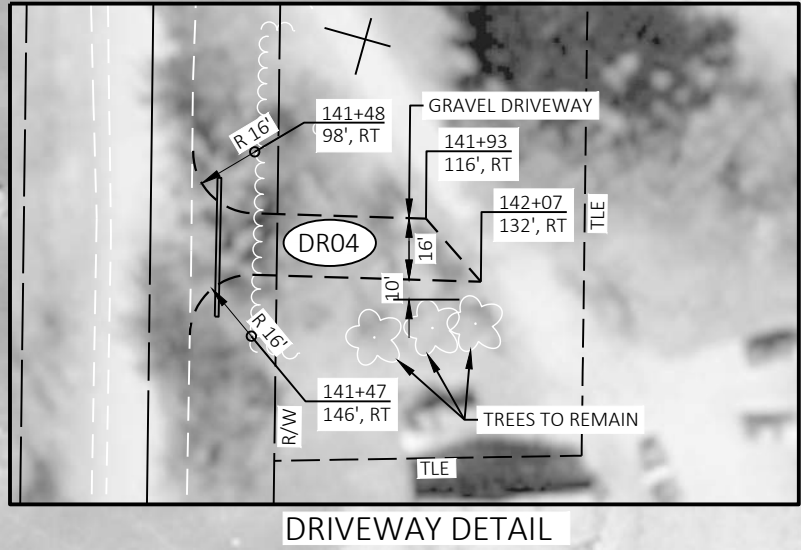 R 16'
141+48
98', RT
GRAVEL DRIVEWAY
141+93
116', RT
142+07
132', RT
TLE
DR04
16'
10'
R 16'
141+47
146', RT
R/W
TREES TO REMAIN
TLE
DRIVEWAY DETAIL